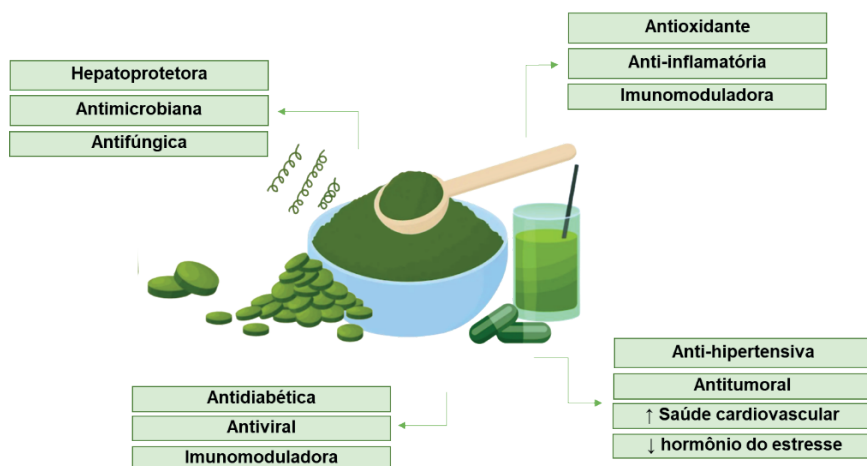 Hepatoprotetora
Antimicrobiana
Antifúngica
Antioxidante
Anti-inflamatória
Imunomoduladora
Antidiabética
Antiviral
Imunomoduladora
Anti-hipertensiva
Antitumoral
↑ Saúde cardiovascular
↓ hormônio do estresse